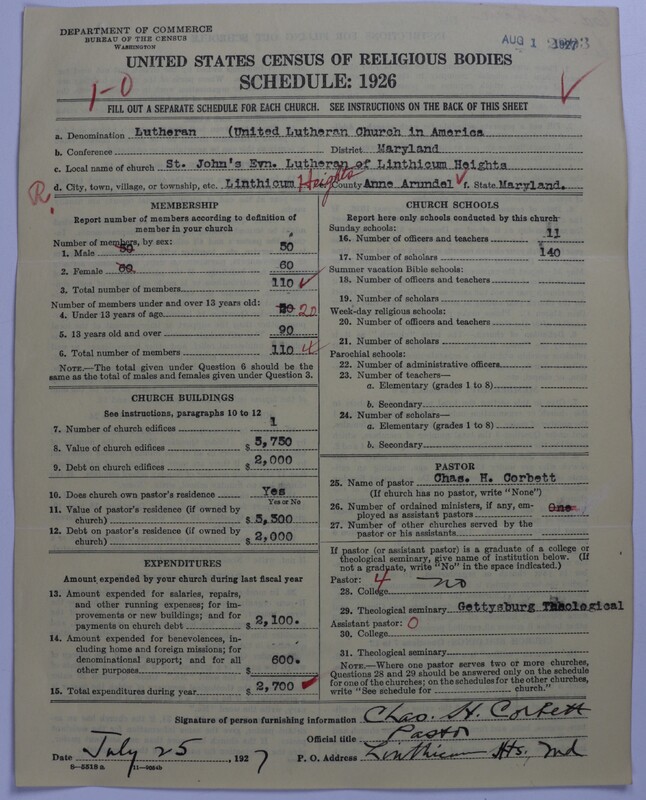 DEPARTMENT OF COMMERCE
BUREAU OF THE CENSUS
WASHINGTON
AUG 1 1927
UNITED STATES CENSUS OF RELIGIOUS BODIES
SCHEDULE: 1926
1-0
FILL OUT A SEPARATE SCHEDULE FOR EACH CHURCH. SEE INSTRUCTIONS ON THE BACK OF THIS SHEET
a. Denomination Lutheran (United Lutheran Church in America
b. Conference District Maryland
c. Local name of church St. John's Evn. Lutheran of Linthicum Heights
R. d. City, town, village, or township, etc. Linthicum Heights e. County Anne Arundel f. State Maryland.
MEMBERSHIP
Report number of members according to definition of
member in your church
Number of members, by sex:
1. Male 50 50
2. Female 60. 60
3. Total number of members 110
Number of members under and over 13 years old:
4. Under 13 years of age 20
5. 13 years old and over 90
6. Total number of members 110 4
NOTE.—The total given under Question 6 should be
same as the total of males and females given under Question 3.
CHURCH BUILDINGS
See instructions, paragraphs 10 to 12
7. Number of church edifices 1
8. Value of church edifices $ 5,750
9. Debt on church edifices $ 2,000
10. Does church own pastor's residence Yes
Yes or No
11. Value of pastor's residence (if owned by
church) $ 5,500
12. Debt on pastor's residence (if owned by
church) $ 2,000
EXPENDITURES
Amount expended by your church during last fiscal year
13. Amount expended for salaries, repairs,
and other running expenses; for im-
provements or new buildings; and for
payments on church debt $ 2,100.
14. Amount expended for benevolences, in-
cluding home and foreign missions; for
denominational support; and for all
other purposes $ 600.
15. Total expenditures during year $ 2,700
CHURCH SCHOOLS
Report here only schools conducted by this church
Sunday schools:
16. Number of officers and teachers 11
17. Number of scholars 140
Summer vacation Bible schools:
18. Number of officers and teachers
19. Number of scholars
Week-day religious schools:
20. Number of officers and teachers
21. Number of scholars
Parochial schools:
22. Number of administrative officers
23. Number of teachers—
a. Elementary (grades 1 to 8)
b. Secondary
24. Number of scholars—
a. Elementary (grades 1 to 8)
b. Secondary
PASTOR
25. Name of pastor Chas. H. Corbett
(If church has no pastor, write "None")
26. Number of ordained ministers, if any, em-
ployed as assistant pastors One
27. Number of other churches served by the
pastor or his assistants
If pastor (or assistant pastor) is a graduate of a college or
theological seminary, give name of institution below. (If
not a graduate, write "No" in the space indicated.)
Pastor: 4
28. College no
29. Theological seminary Gettysburg Theological
Assistant pastor: 0
30. College
31. Theological seminary
NOTE.—Where one pastor serves two or more churches,
Questions 28 and 29 should be answered only on the schedule
for one of the churches; on the schedules for the other churches,
write "See schedule for church."
Signature of person furnishing information Chas. H. Corbett
Official title Pastor
Date July 25, 1927 P. O. Address Linthicum Hts, Md
8—5518 a 11—9264b